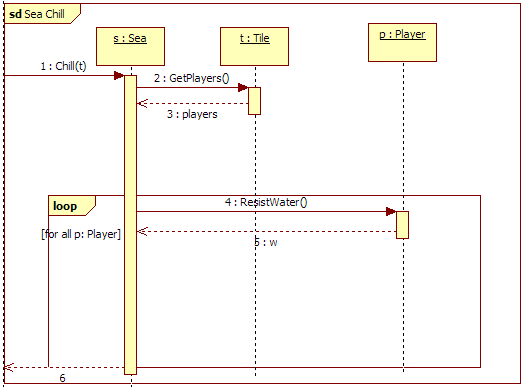 sd Sea Chill
s : Sea
t : Tile
p : Player
1 : Chill(t)
2 : GetPlayers()
3 : players
loop
4 : ResistWater()
[for all p: Player]
5 : w
6